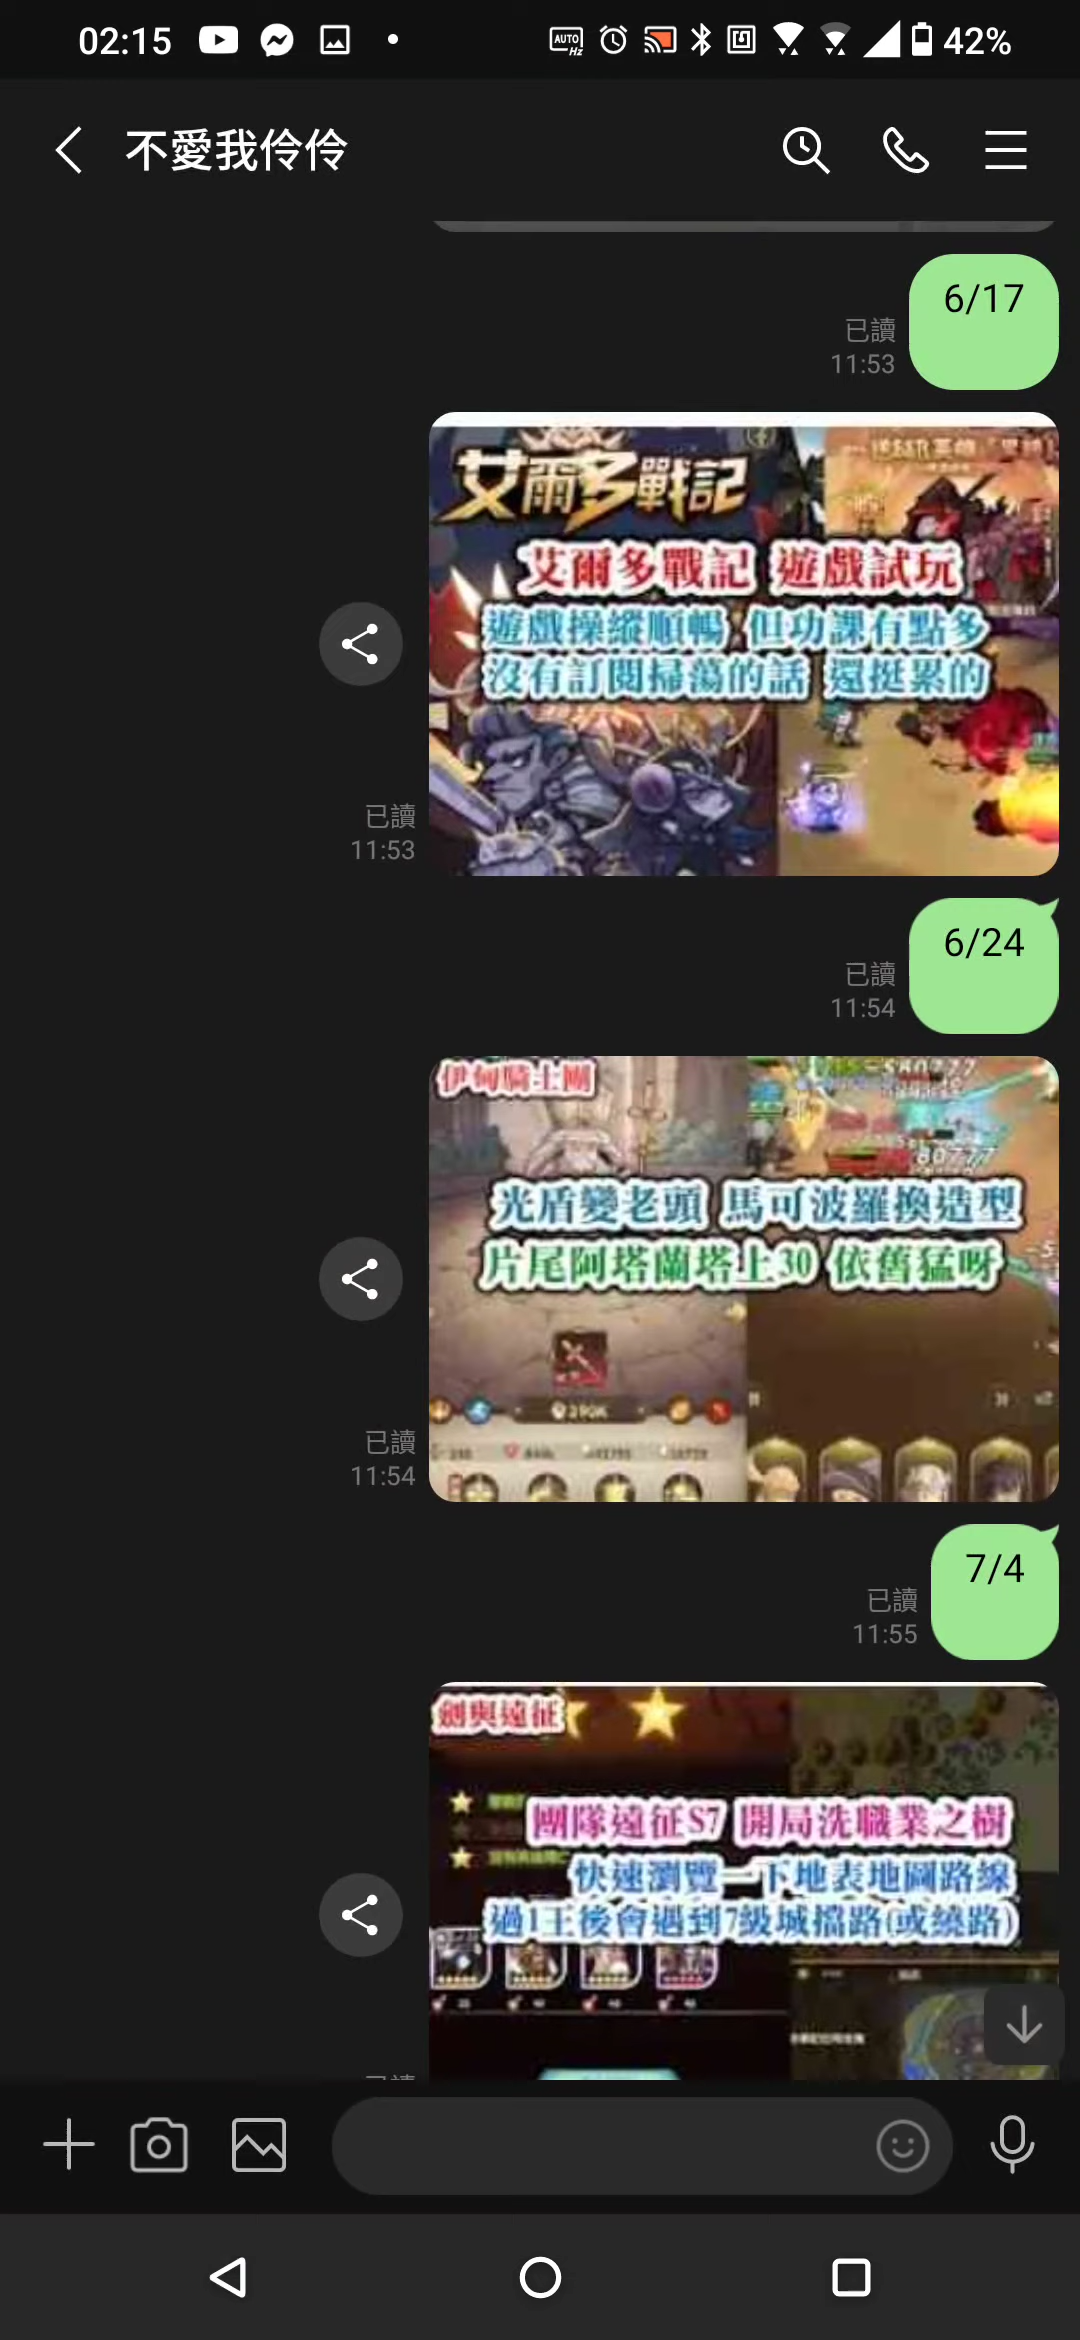 02:15
AUTO Hz
42%
不愛我伶伶
6/17
已讀
11:53
艾爾多戰記
艾爾多戰記 遊戲試玩
遊戲操縱順暢 但功課有點多
沒有訂閱掃蕩的話 還挺累的
已讀
11:53
6/24
已讀
11:54
伊甸騎士團
光盾變老頭 馬可波羅換造型
片尾阿塔蘭塔上30 依舊猛呀
已讀
11:54
7/4
已讀
11:55
劍與遠征
團隊遠征S7 開局洗職業之樹
快速瀏覽一下地表地圖路線
過1王後會遇到7級城擋路(或繞路)